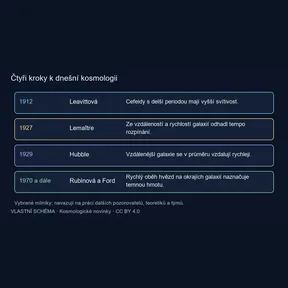 Čtyři kroky k dnešní kosmologii
1912 Leavittová Cefeidy s delší periodou mají vyšší svítivost.
1927 Lemaître Ze vzdáleností a rychlostí galaxií odhadl tempo
rozpínání.
1929 Hubble Vzdálenější galaxie se v průměru vzdalují rychleji.
1970 a dále Rubinová a Ford Rychlý oběh hvězd na okrajích galaxií naznačuje
temnou hmotu.
Vybrané milníky; navazují na práci dalších pozorovatelů, teoretiků a týmů.
VLASTNÍ SCHÉMA · Kosmologické novinky · CC BY 4.0